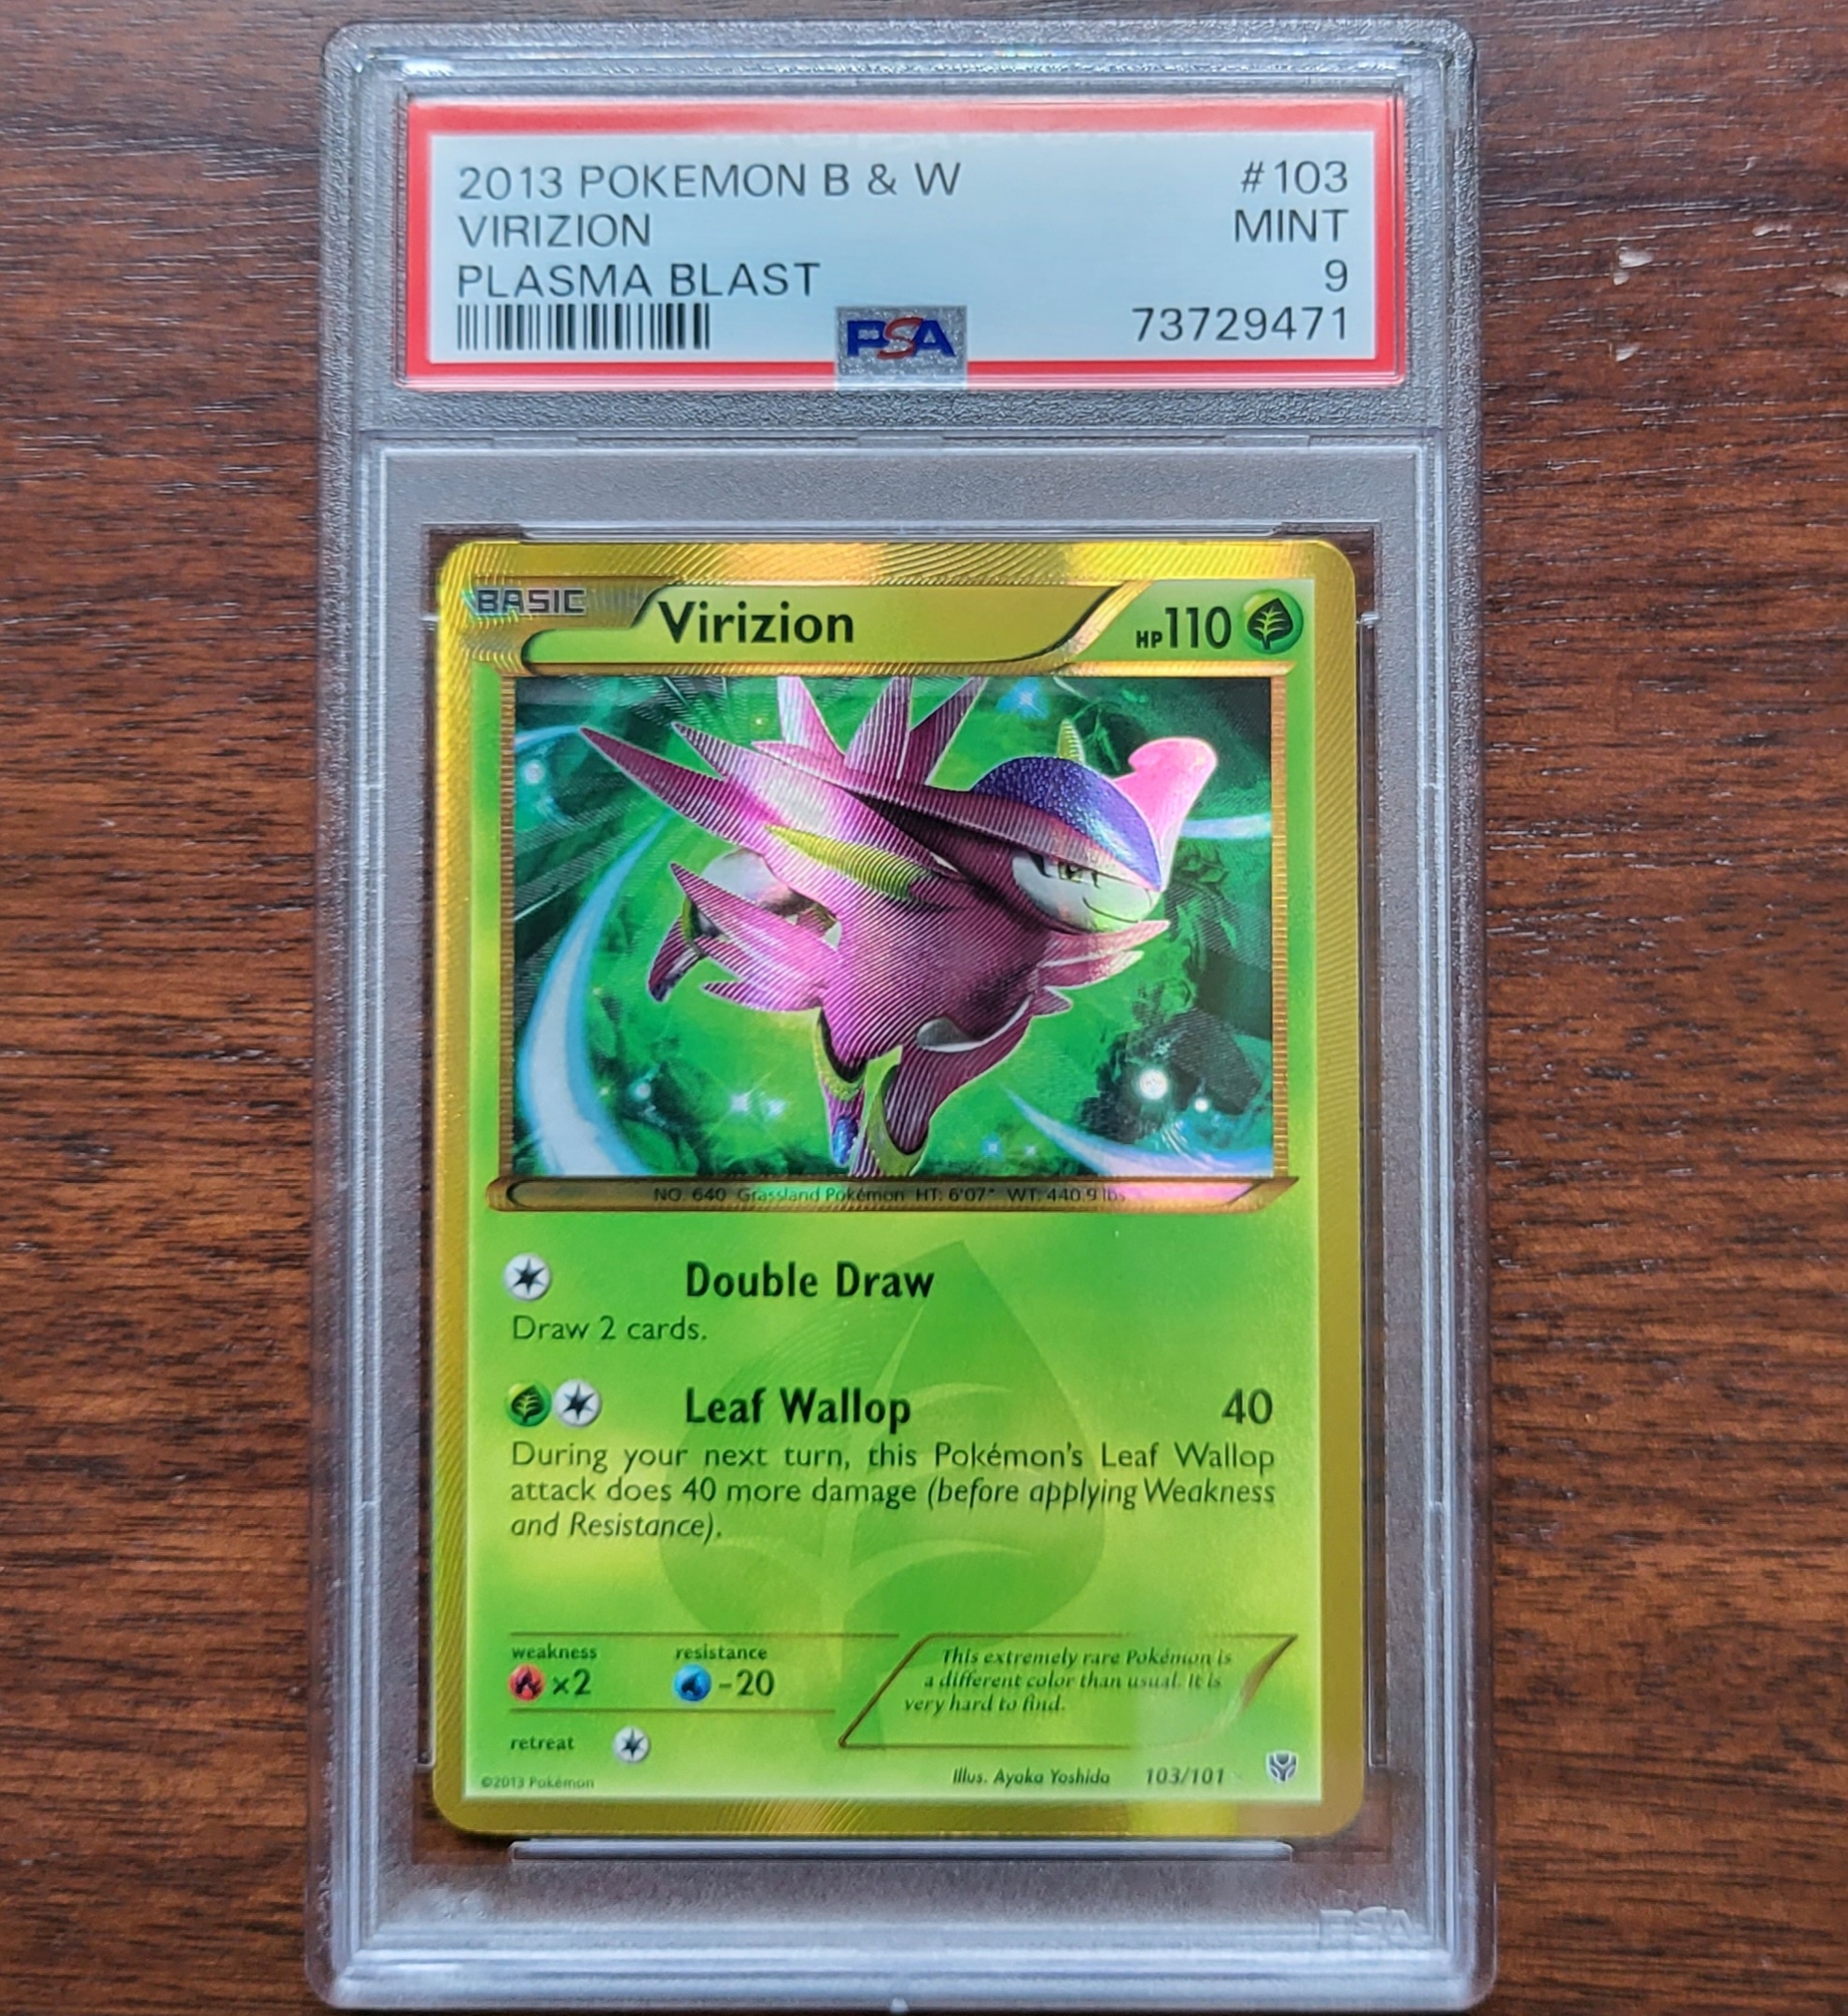 2013 POKEMON B & W #103
VIRIZION MINT
PLASMA BLAST 9
PSA 73729471
BASIC Virizion HP110
NO. 640 Grassland Pokémon HT: 6'07" WT: 440.9 lbs.
Double Draw
Draw 2 cards.
Leaf Wallop 40
During your next turn, this Pokémon's Leaf Wallop
attack does 40 more damage (before applying Weakness
and Resistance).
weakness resistance
×2 -20
This extremely rare Pokémon is
a different color than usual. It is
very hard to find.
retreat
©2013 Pokémon Illus. Ayaka Yoshida 103/101
PSA